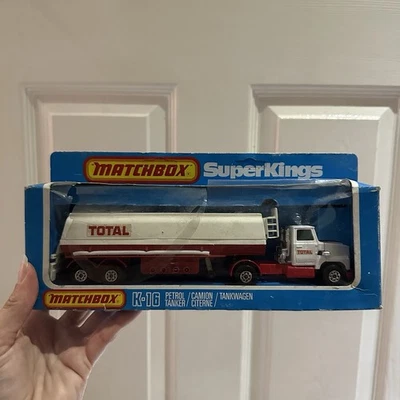 MATCHBOX SuperKings
TOTAL
TOTAL
MATCHBOX K-16 PETROL TANKER / CAMION CITERNE / TANKWAGEN